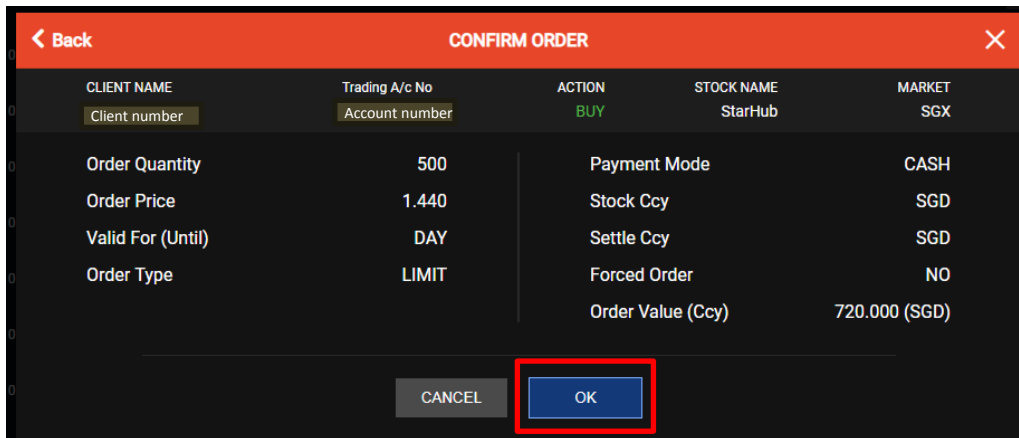 Back CONFIRM ORDER
CLIENT NAME Trading A/c No ACTION STOCK NAME MARKET
Client number Account number BUY StarHub SGX
Order Quantity 500 Payment Mode CASH
Order Price 1.440 Stock Ccy SGD
Valid For (Until) DAY Settle Ccy SGD
Order Type LIMIT Forced Order NO
Order Value (Ccy) 720.000 (SGD)
CANCEL OK